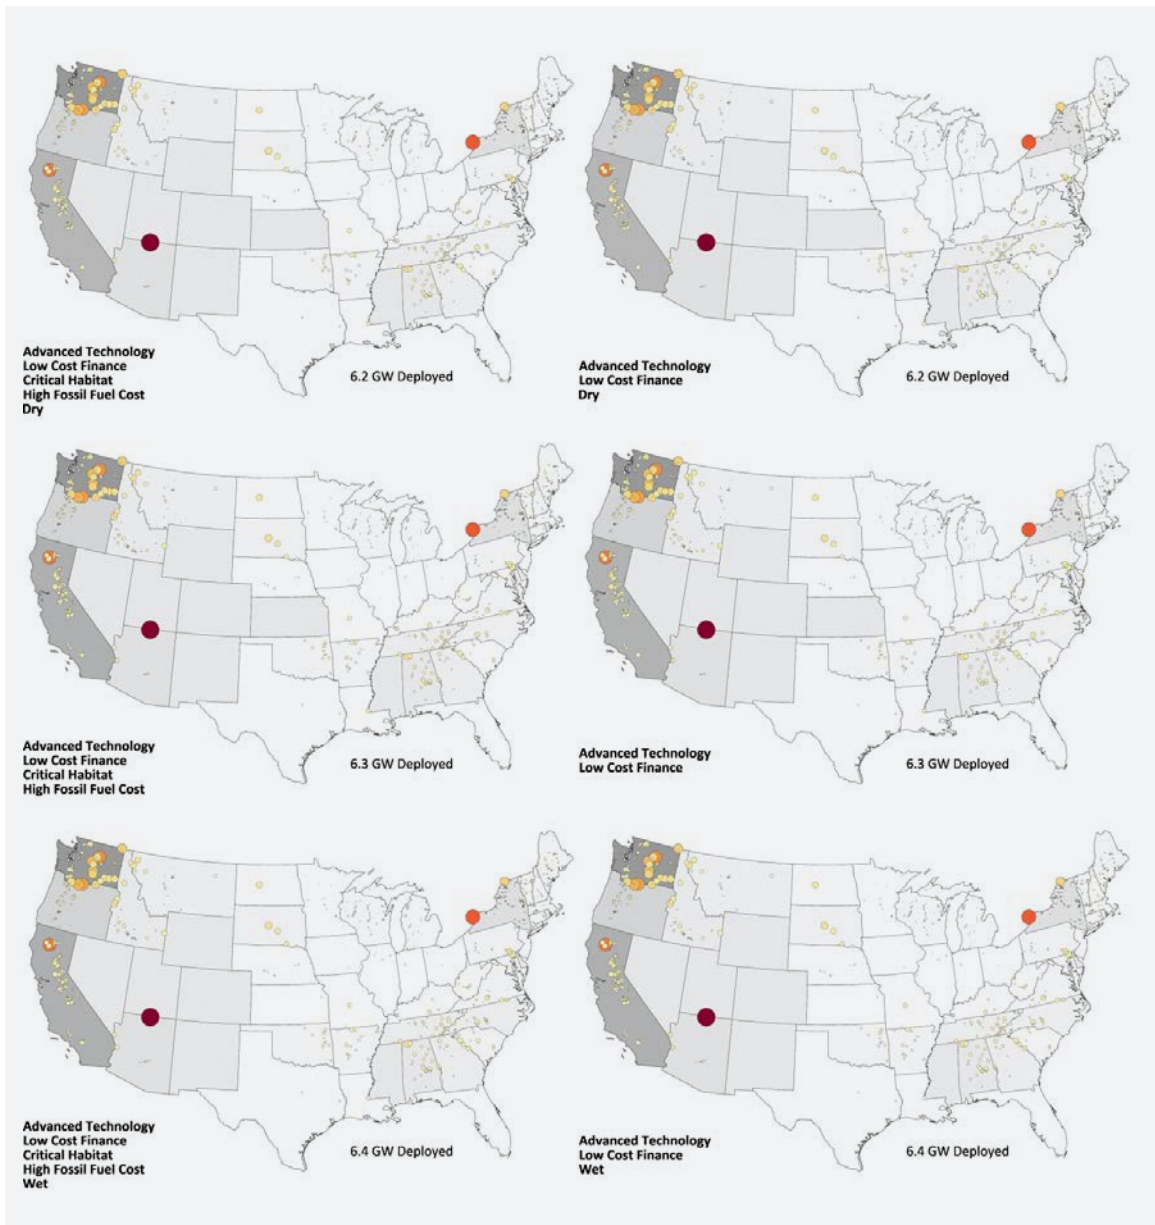 Advanced Technology
Low Cost Finance
Critical Habitat
High Fossil Fuel Cost
Dry
6.2 GW Deployed
Advanced Technology
Low Cost Finance
Dry
6.2 GW Deployed
Advanced Technology
Low Cost Finance
Critical Habitat
High Fossil Fuel Cost
6.3 GW Deployed
Advanced Technology
Low Cost Finance
6.3 GW Deployed
Advanced Technology
Low Cost Finance
Critical Habitat
High Fossil Fuel Cost
Wet
6.4 GW Deployed
Advanced Technology
Low Cost Finance
Wet
6.4 GW Deployed